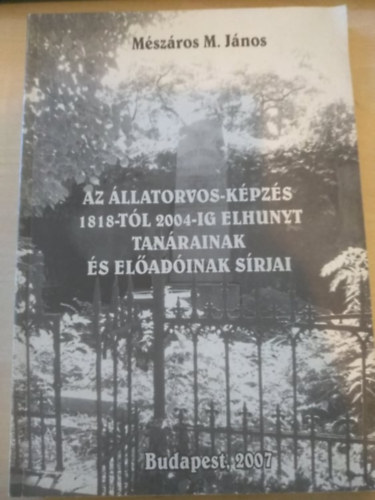 Mészáros M. János
AZ ÁLLATORVOS-KÉPZÉS
1818-TÓL 2004-IG ELHUNYT
TANÁRAINAK
ÉS ELŐADÓINAK SÍRJAI
Budapest, 2007